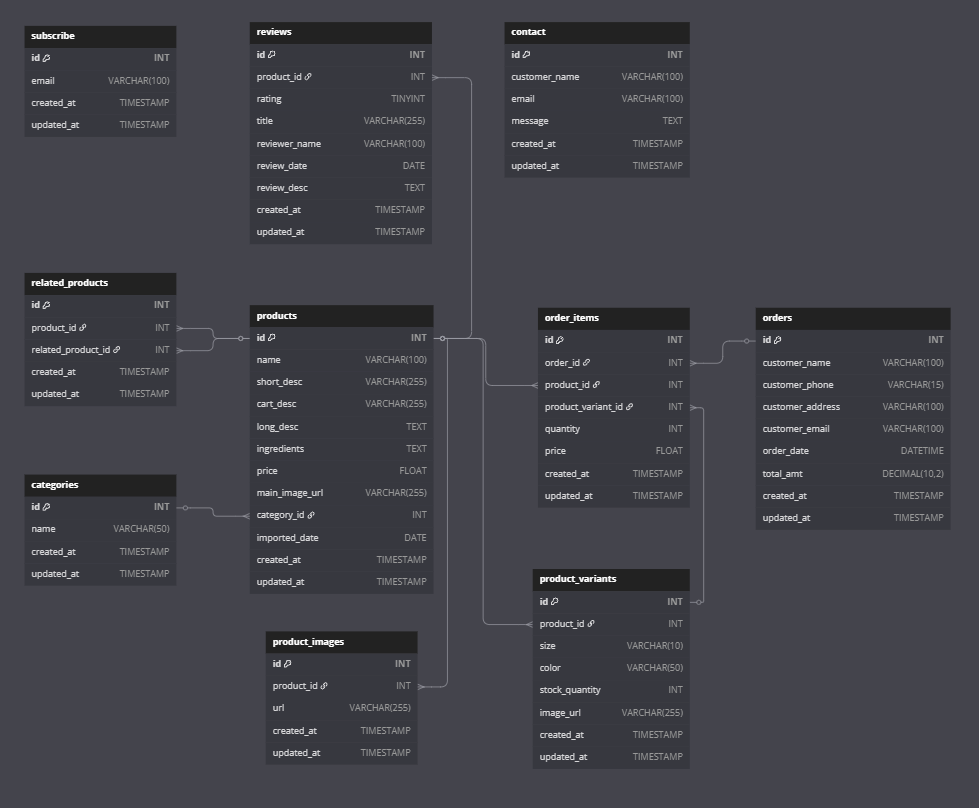 subscribe
id INT
email VARCHAR(100)
created_at TIMESTAMP
updated_at TIMESTAMP
reviews
id INT
product_id INT
rating TINYINT
title VARCHAR(255)
reviewer_name VARCHAR(100)
review_date DATE
review_desc TEXT
created_at TIMESTAMP
updated_at TIMESTAMP
contact
id INT
customer_name VARCHAR(100)
email VARCHAR(100)
message TEXT
created_at TIMESTAMP
updated_at TIMESTAMP
related_products
id INT
product_id INT
related_product_id INT
created_at TIMESTAMP
updated_at TIMESTAMP
products
id INT
name VARCHAR(100)
short_desc VARCHAR(255)
cart_desc VARCHAR(255)
long_desc TEXT
ingredients TEXT
price FLOAT
main_image_url VARCHAR(255)
category_id INT
imported_date DATE
created_at TIMESTAMP
updated_at TIMESTAMP
order_items
id INT
order_id INT
product_id INT
product_variant_id INT
quantity INT
price FLOAT
created_at TIMESTAMP
updated_at TIMESTAMP
orders
id INT
customer_name VARCHAR(100)
customer_phone VARCHAR(15)
customer_address VARCHAR(100)
customer_email VARCHAR(100)
order_date DATETIME
total_amt DECIMAL(10,2)
created_at TIMESTAMP
updated_at TIMESTAMP
categories
id INT
name VARCHAR(50)
created_at TIMESTAMP
updated_at TIMESTAMP
product_images
id INT
product_id INT
url VARCHAR(255)
created_at TIMESTAMP
updated_at TIMESTAMP
product_variants
id INT
product_id INT
size VARCHAR(10)
color VARCHAR(50)
stock_quantity INT
image_url VARCHAR(255)
created_at TIMESTAMP
updated_at TIMESTAMP